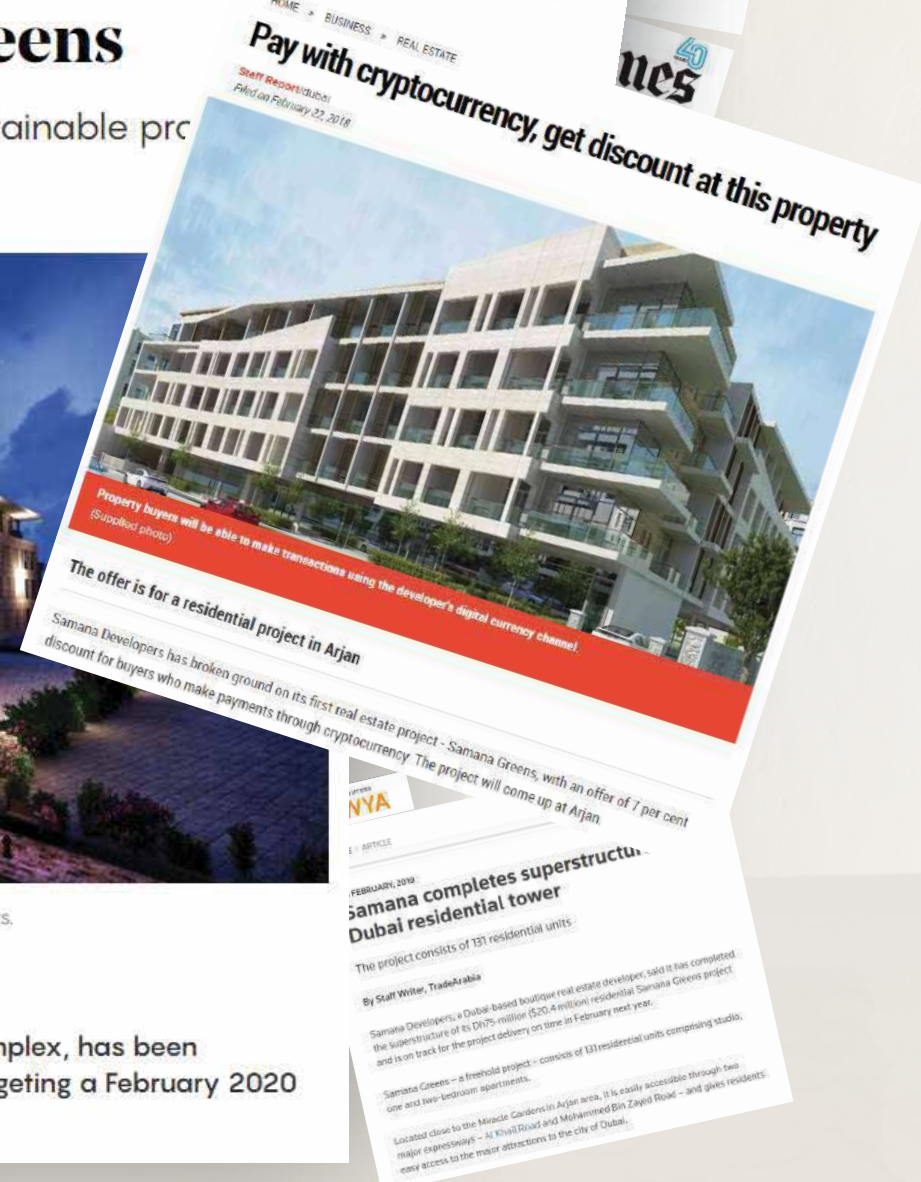 eens
ainable pro
s.
mplex, has been
geting a February 2020
nes
40
HOME » BUSINESS » REAL ESTATE
Pay with cryptocurrency, get discount at this property
Staff Report/dubai
Filed on February 22, 2018
Property buyers will be able to make transactions using the developer's digital currency channel.
(Supplied photo)
The offer is for a residential project in Arjan
Samana Developers has broken ground on its first real estate project - Samana Greens, with an offer of 7 per cent
discount for buyers who make payments through cryptocurrency. The project will come up at Arjan.
WYA
ARTICLE
FEBRUARY, 2019
Samana completes superstructur
Dubai residential tower
The project consists of 131 residential units
By Staff Writer, TradeArabia
Samana Developers, a Dubai-based boutique real estate developer, said it has completed
the superstructure of its Dh75-million ($20.4 million) residential Samana Greens project
and is on track for the project delivery on time in February next year.
Samana Greens – a freehold project – consists of 131 residential units comprising studio,
one and two-bedroom apartments.
Located close to the Miracle Gardens in Arjan area, it is easily accessible through two
major expressways – Al Khail Road and Mohammed Bin Zayed Road – and gives residents
easy access to the major attractions to the city of Dubai.